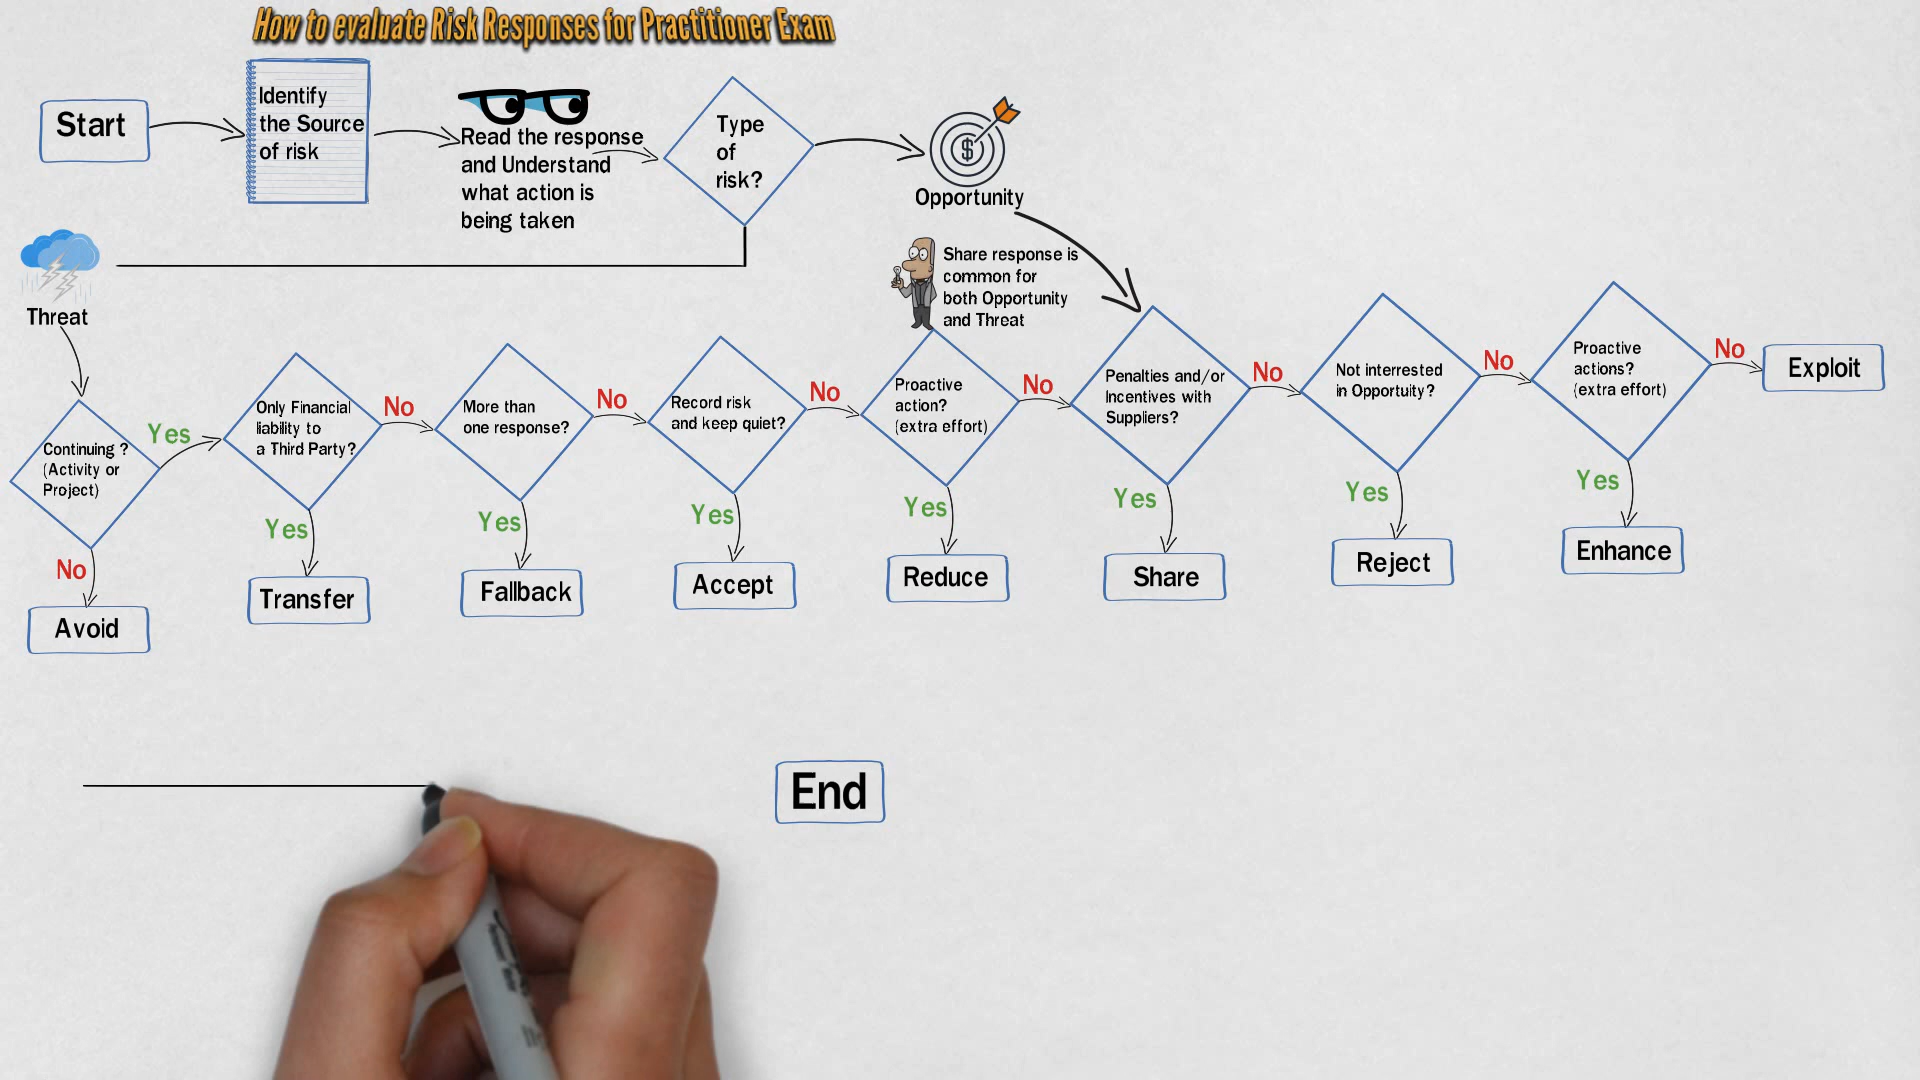 How to evaluate Risk Responses for Practitioner Exam
Start
Identify
the Source
of risk
Read the response
and Understand
what action is
being taken
Type
of
risk?
$
Opportunity
Threat
Share response is
common for
both Opportunity
and Threat
Continuing ?
(Activity or
Project)
Yes
No
Avoid
Only Financial
liability to
a Third Party?
No
Yes
Transfer
More than
one response?
No
Yes
Fallback
Record risk
and keep quiet?
No
Yes
Accept
Proactive
action?
(extra effort)
No
Yes
Reduce
Penalties and/or
Incentives with
Suppliers?
No
Yes
Share
Not interrested
in Opportuity?
No
Yes
Reject
Proactive
actions?
(extra effort)
No
Yes
Enhance
Exploit
End